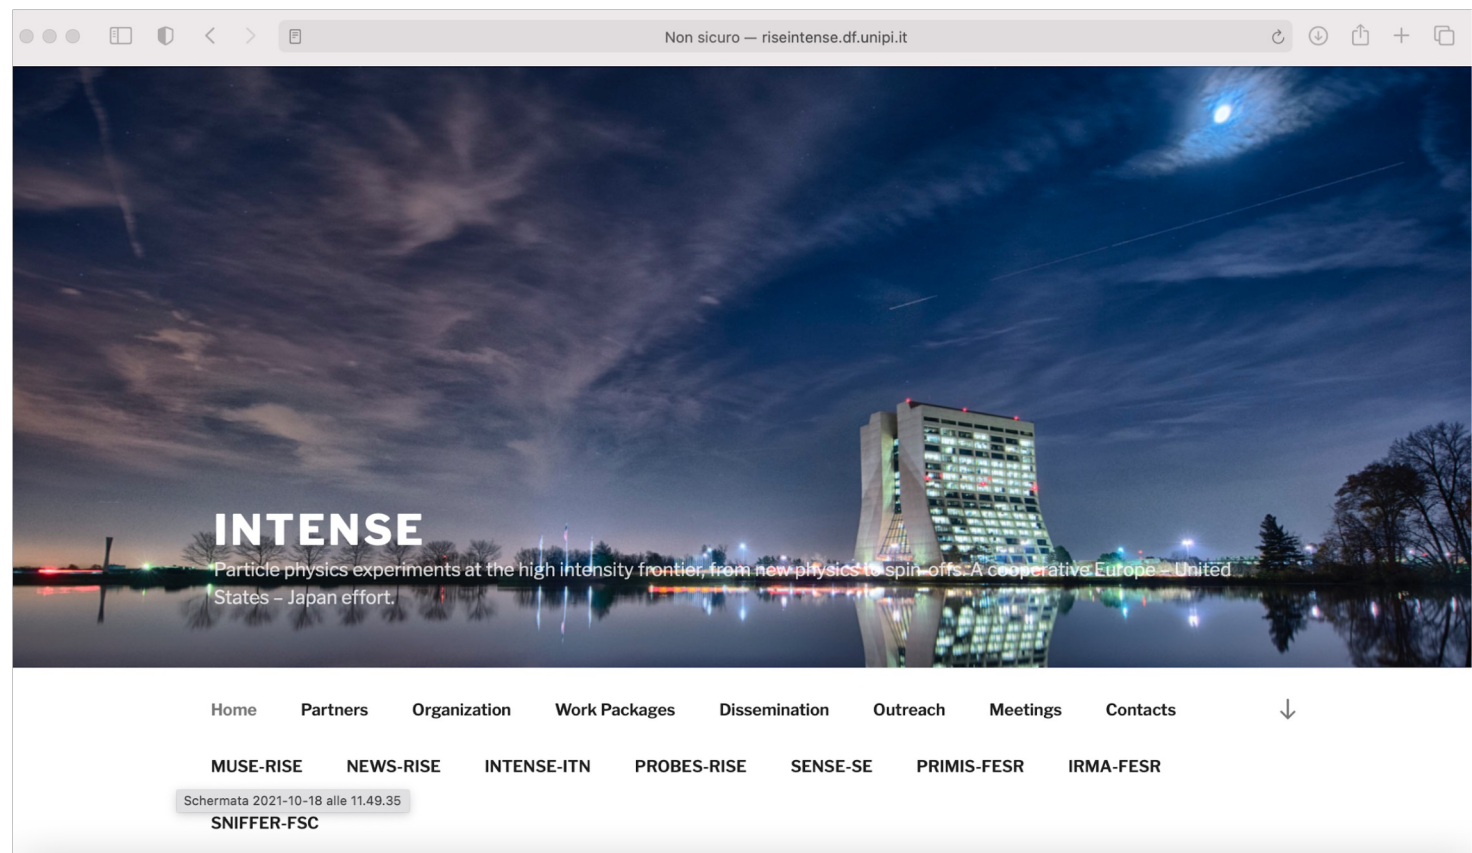 Non sicuro — riseintense.df.unipi.it
INTENSE
Particle physics experiments at the high intensity frontier, from new physics to spin-offs. A cooperative Europe – United
States – Japan effort.
Home Partners Organization Work Packages Dissemination Outreach Meetings Contacts
MUSE-RISE NEWS-RISE INTENSE-ITN PROBES-RISE SENSE-SE PRIMIS-FESR IRMA-FESR
Schermata 2021-10-18 alle 11.49.35
SNIFFER-FSC